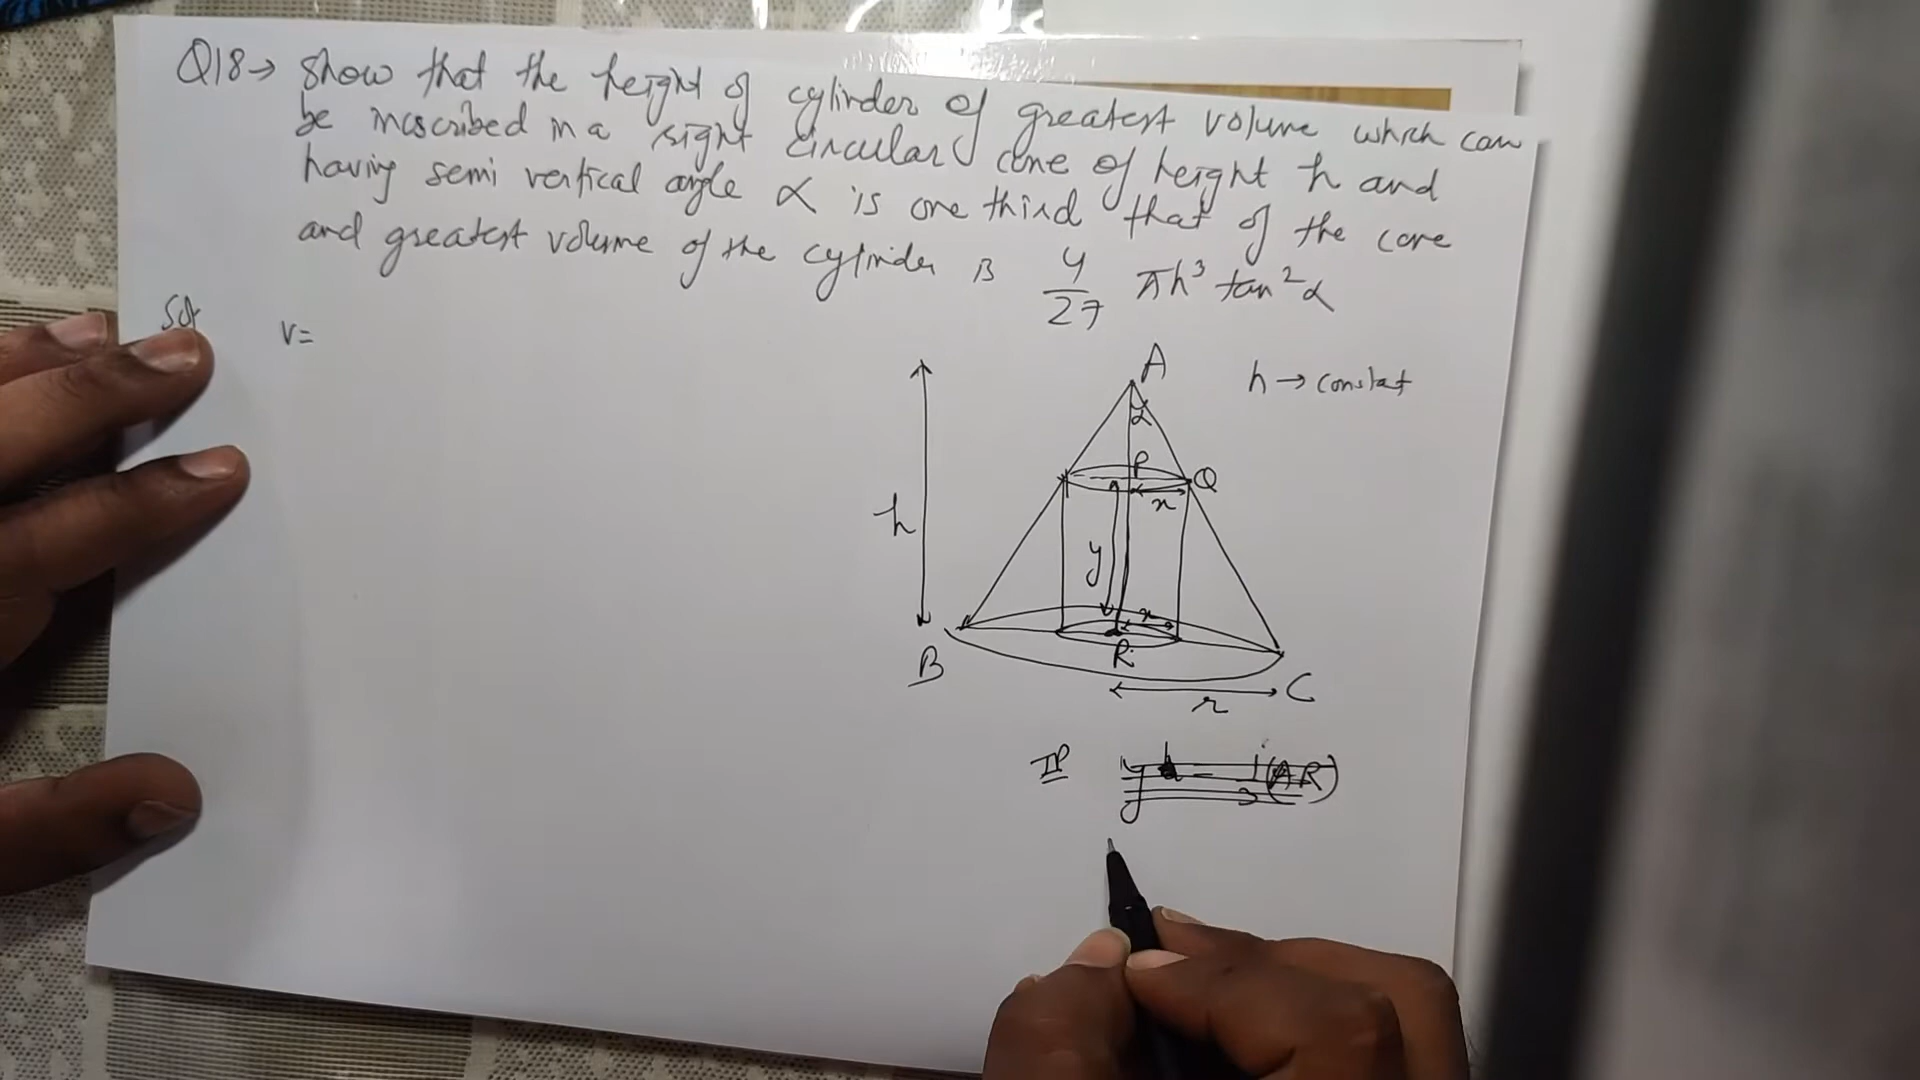 Q18→ Show that the height of cylinder of greatest volume which can
be inscribed in a right circular cone of height h and
having semi vertical angle α is one third that of the cone
and greatest volume of the cylinder is 4/27 πh³ tan²α
Sol
V=
h → constat
A
α
P
Q
x
h
y
x
B
R
C
r